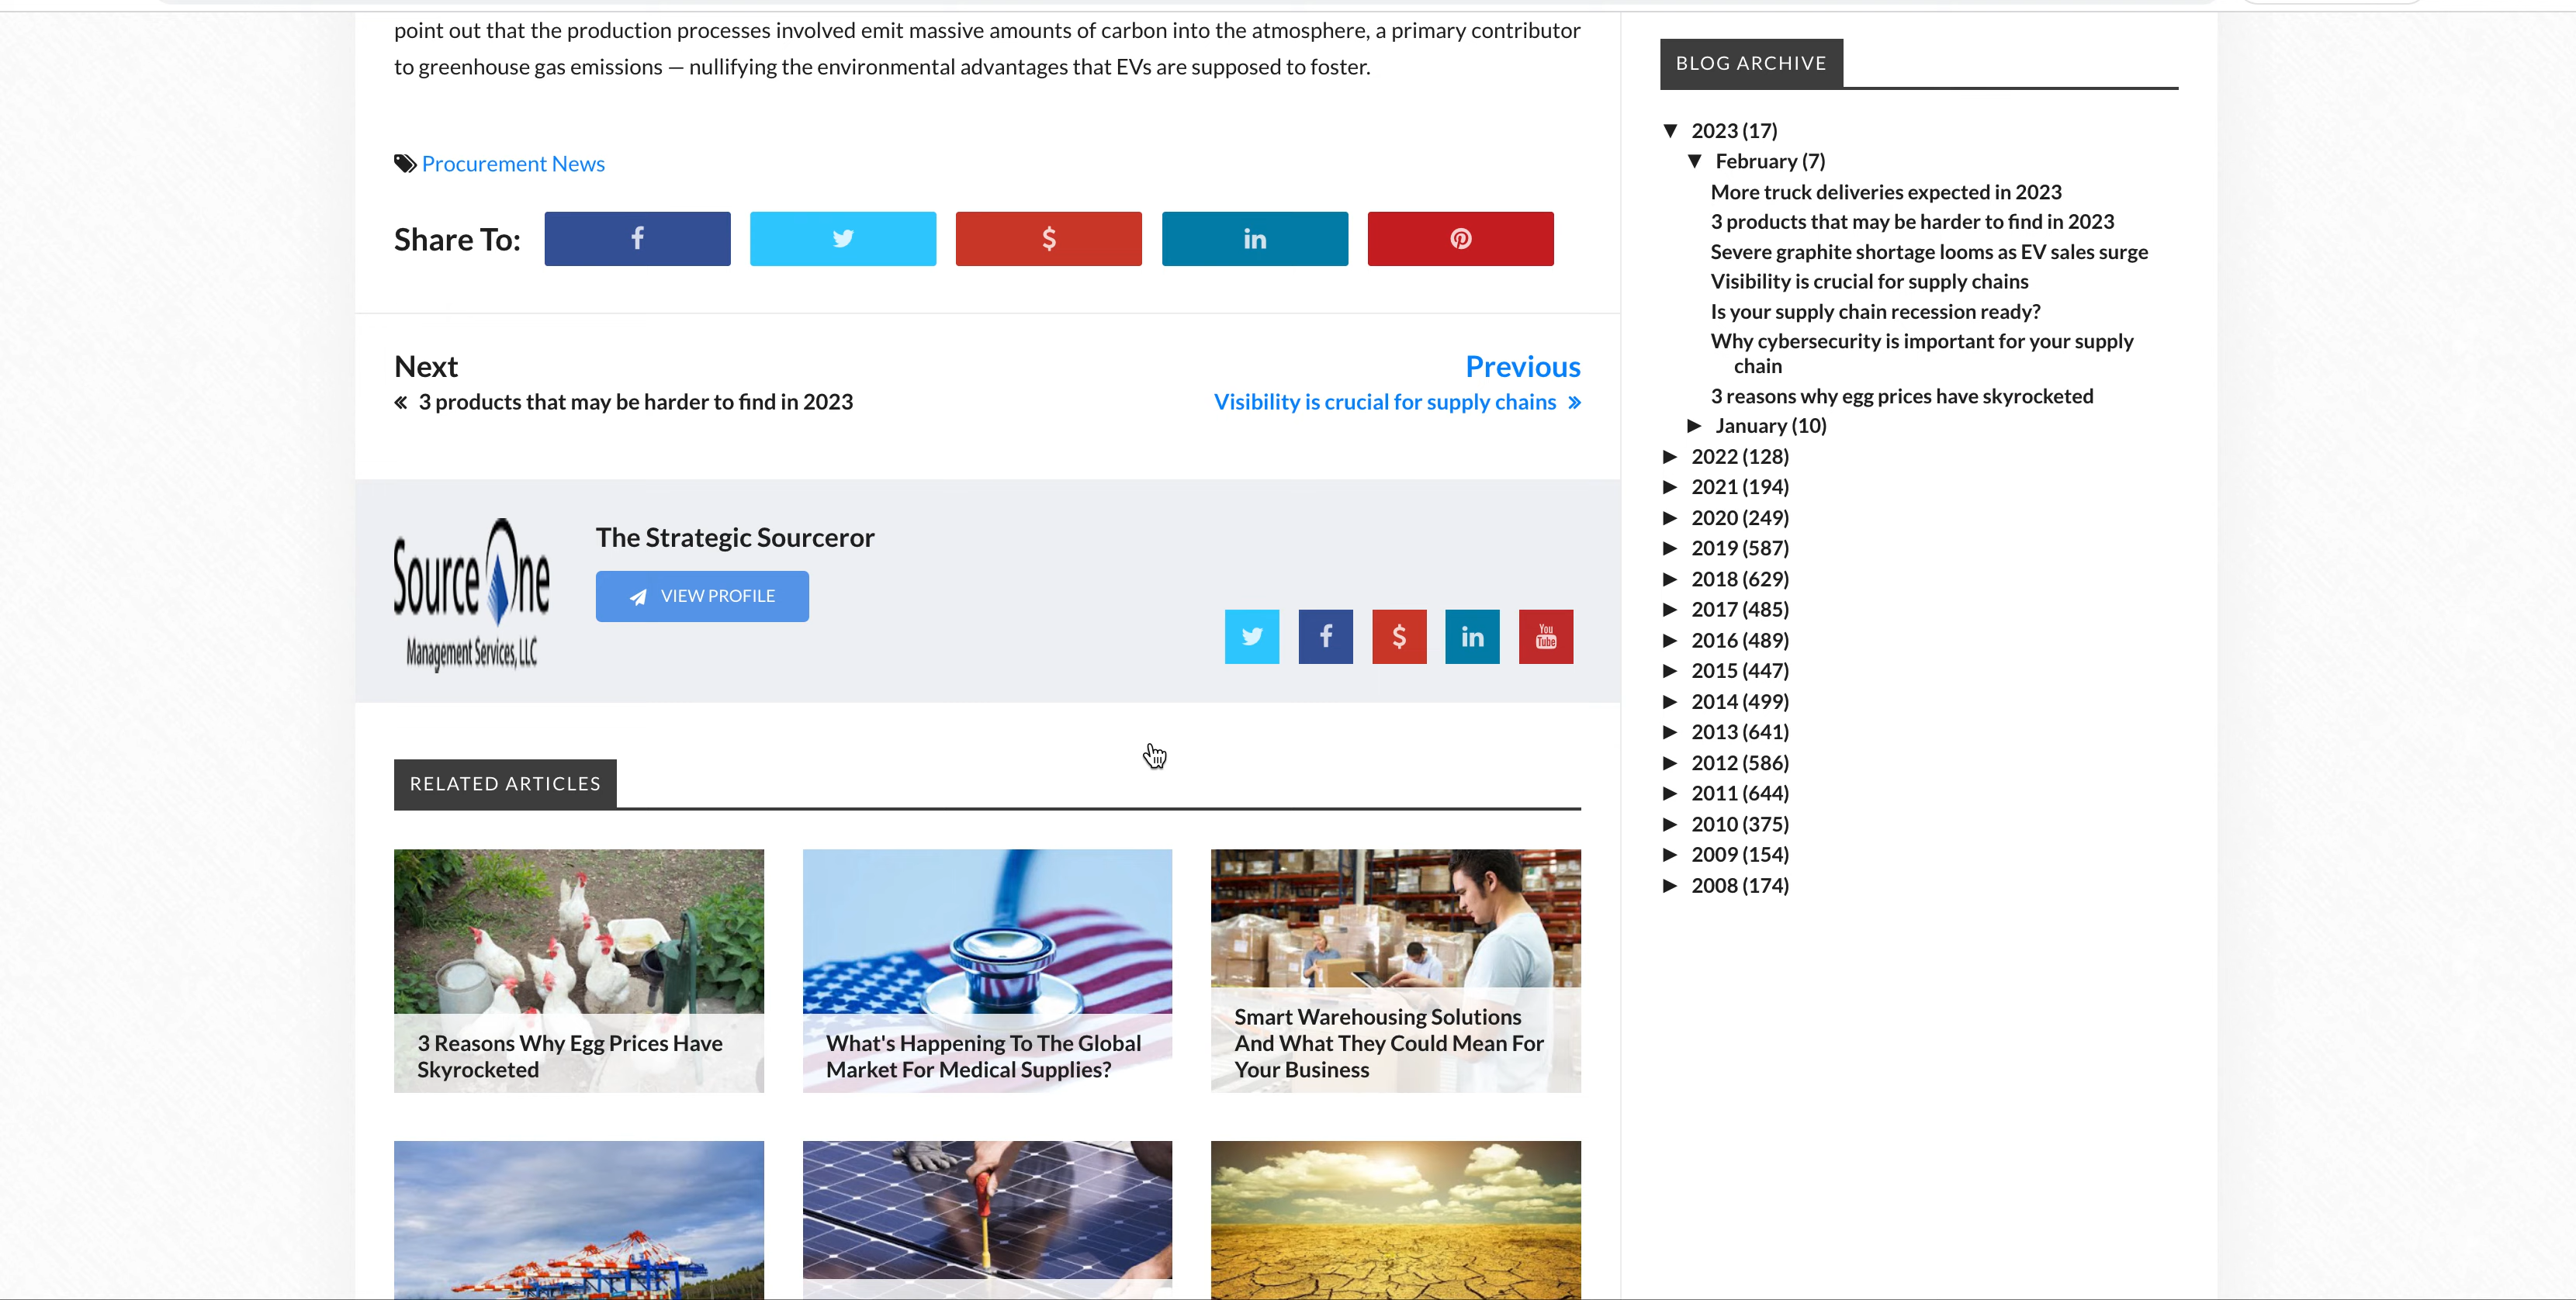 point out that the production processes involved emit massive amounts of carbon into the atmosphere, a primary contributor
to greenhouse gas emissions — nullifying the environmental advantages that EVs are supposed to foster.
Procurement News
Share To:
Next
« 3 products that may be harder to find in 2023
Previous
Visibility is crucial for supply chains »
Source One
Management Services, LLC
The Strategic Sourceror
VIEW PROFILE
You
Tube
RELATED ARTICLES
3 Reasons Why Egg Prices Have
Skyrocketed
What's Happening To The Global
Market For Medical Supplies?
Smart Warehousing Solutions
And What They Could Mean For
Your Business
BLOG ARCHIVE
▼ 2023 (17)
▼ February (7)
More truck deliveries expected in 2023
3 products that may be harder to find in 2023
Severe graphite shortage looms as EV sales surge
Visibility is crucial for supply chains
Is your supply chain recession ready?
Why cybersecurity is important for your supply
chain
3 reasons why egg prices have skyrocketed
► January (10)
► 2022 (128)
► 2021 (194)
► 2020 (249)
► 2019 (587)
► 2018 (629)
► 2017 (485)
► 2016 (489)
► 2015 (447)
► 2014 (499)
► 2013 (641)
► 2012 (586)
► 2011 (644)
► 2010 (375)
► 2009 (154)
► 2008 (174)